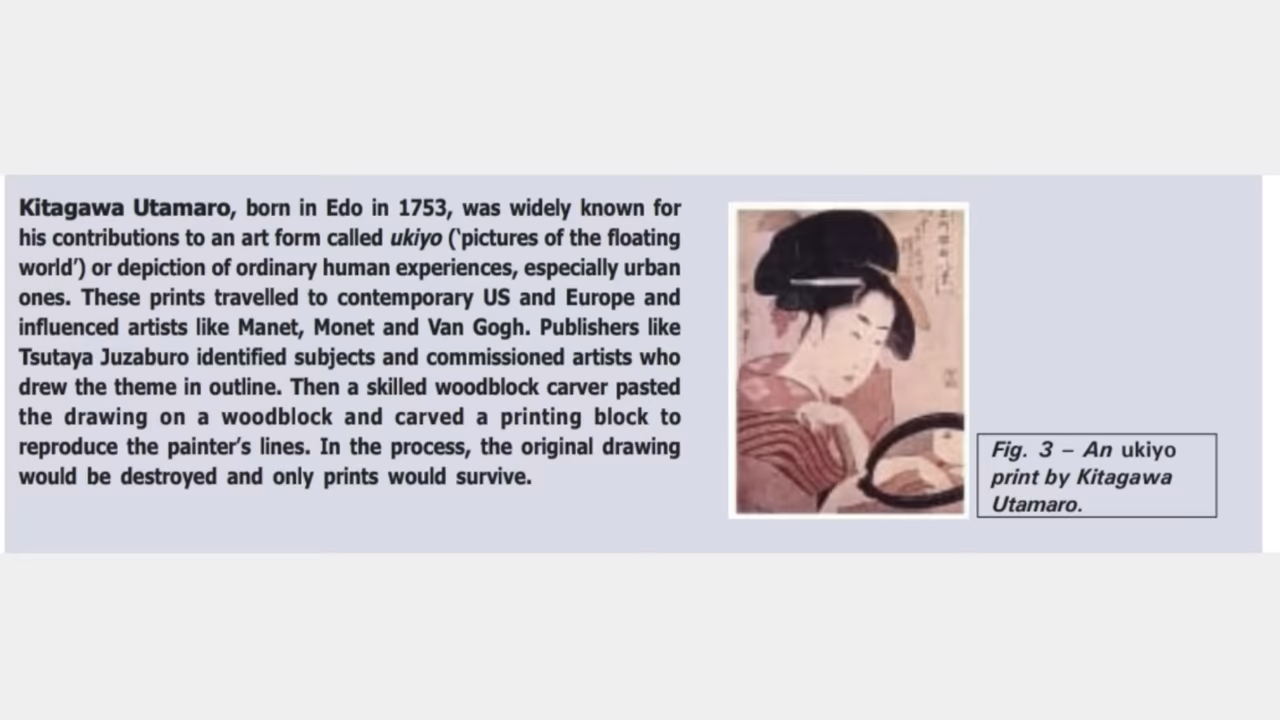 Kitagawa Utamaro, born in Edo in 1753, was widely known for
his contributions to an art form called ukiyo (‘pictures of the floating
world’) or depiction of ordinary human experiences, especially urban
ones. These prints travelled to contemporary US and Europe and
influenced artists like Manet, Monet and Van Gogh. Publishers like
Tsutaya Juzaburo identified subjects and commissioned artists who
drew the theme in outline. Then a skilled woodblock carver pasted
the drawing on a woodblock and carved a printing block to
reproduce the painter’s lines. In the process, the original drawing
would be destroyed and only prints would survive.
Fig. 3 – An ukiyo
print by Kitagawa
Utamaro.